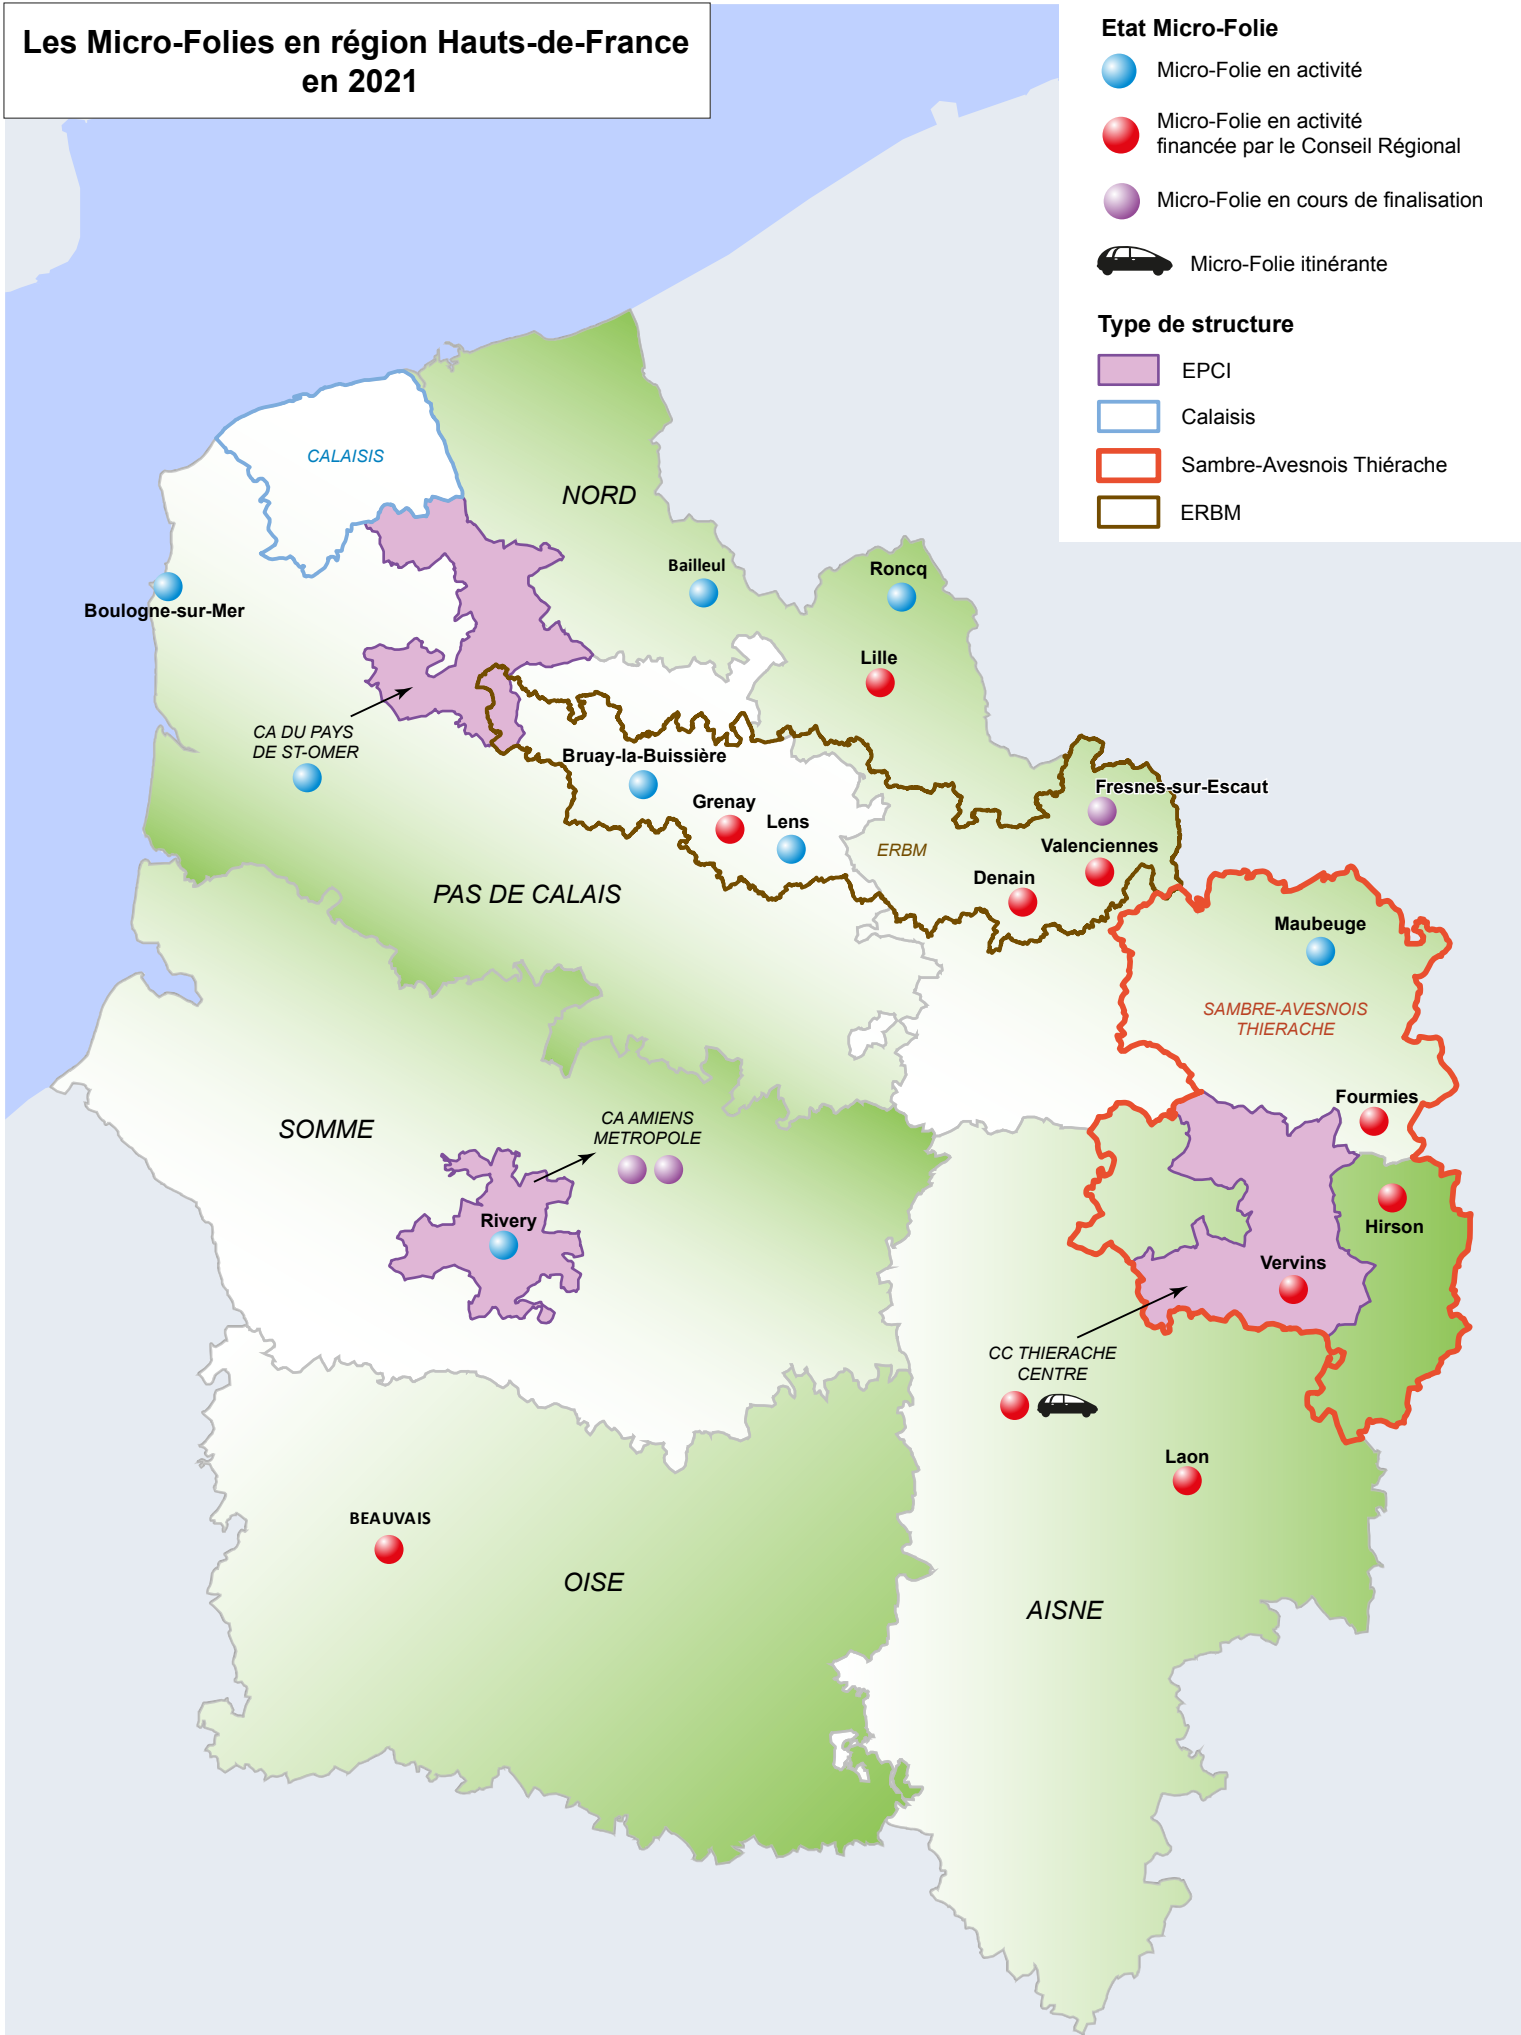 Les Micro-Folies en région Hauts-de-France
en 2021
Etat Micro-Folie
Micro-Folie en activité
Micro-Folie en activité
financée par le Conseil Régional
Micro-Folie en cours de finalisation
Micro-Folie itinérante
Type de structure
EPCI
Calaisis
Sambre-Avesnois Thiérache
ERBM
CALAISIS
NORD
Bailleul
Roncq
Boulogne-sur-Mer
Lille
CA DU PAYS
DE ST-OMER
Bruay-la-Buissière
Fresnes-sur-Escaut
Grenay
Lens
ERBM
Valenciennes
Denain
PAS DE CALAIS
Maubeuge
SAMBRE-AVESNOIS
THIERACHE
Fourmies
SOMME
CA AMIENS
METROPOLE
Rivery
Hirson
Vervins
CC THIERACHE
CENTRE
Laon
BEAUVAIS
OISE
AISNE